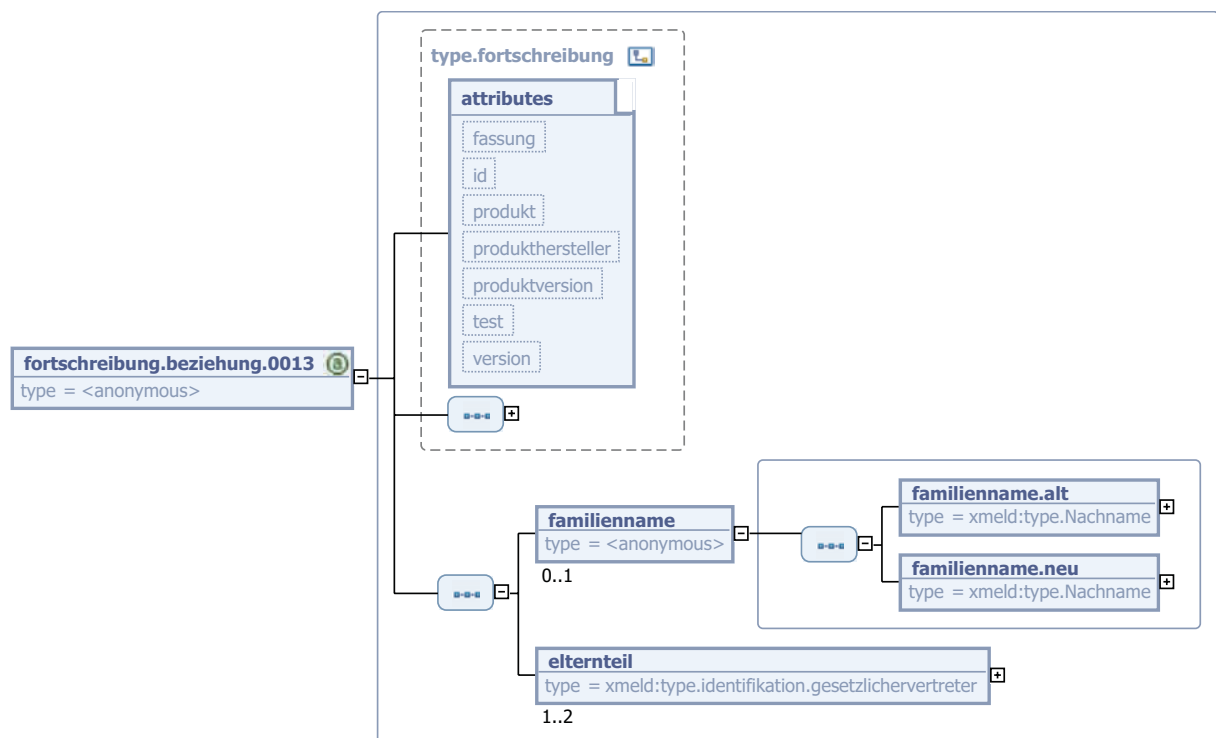 type.fortschreibung
attributes
fassung
id
produkt
produkthersteller
produktversion
test
version
fortschreibung.beziehung.0013
type = <anonymous>
familienname
type = <anonymous>
0..1
familienname.alt
type = xmeld:type.Nachname
familienname.neu
type = xmeld:type.Nachname
elternteil
type = xmeld:type.identifikation.gesetzlichervertreter
1..2